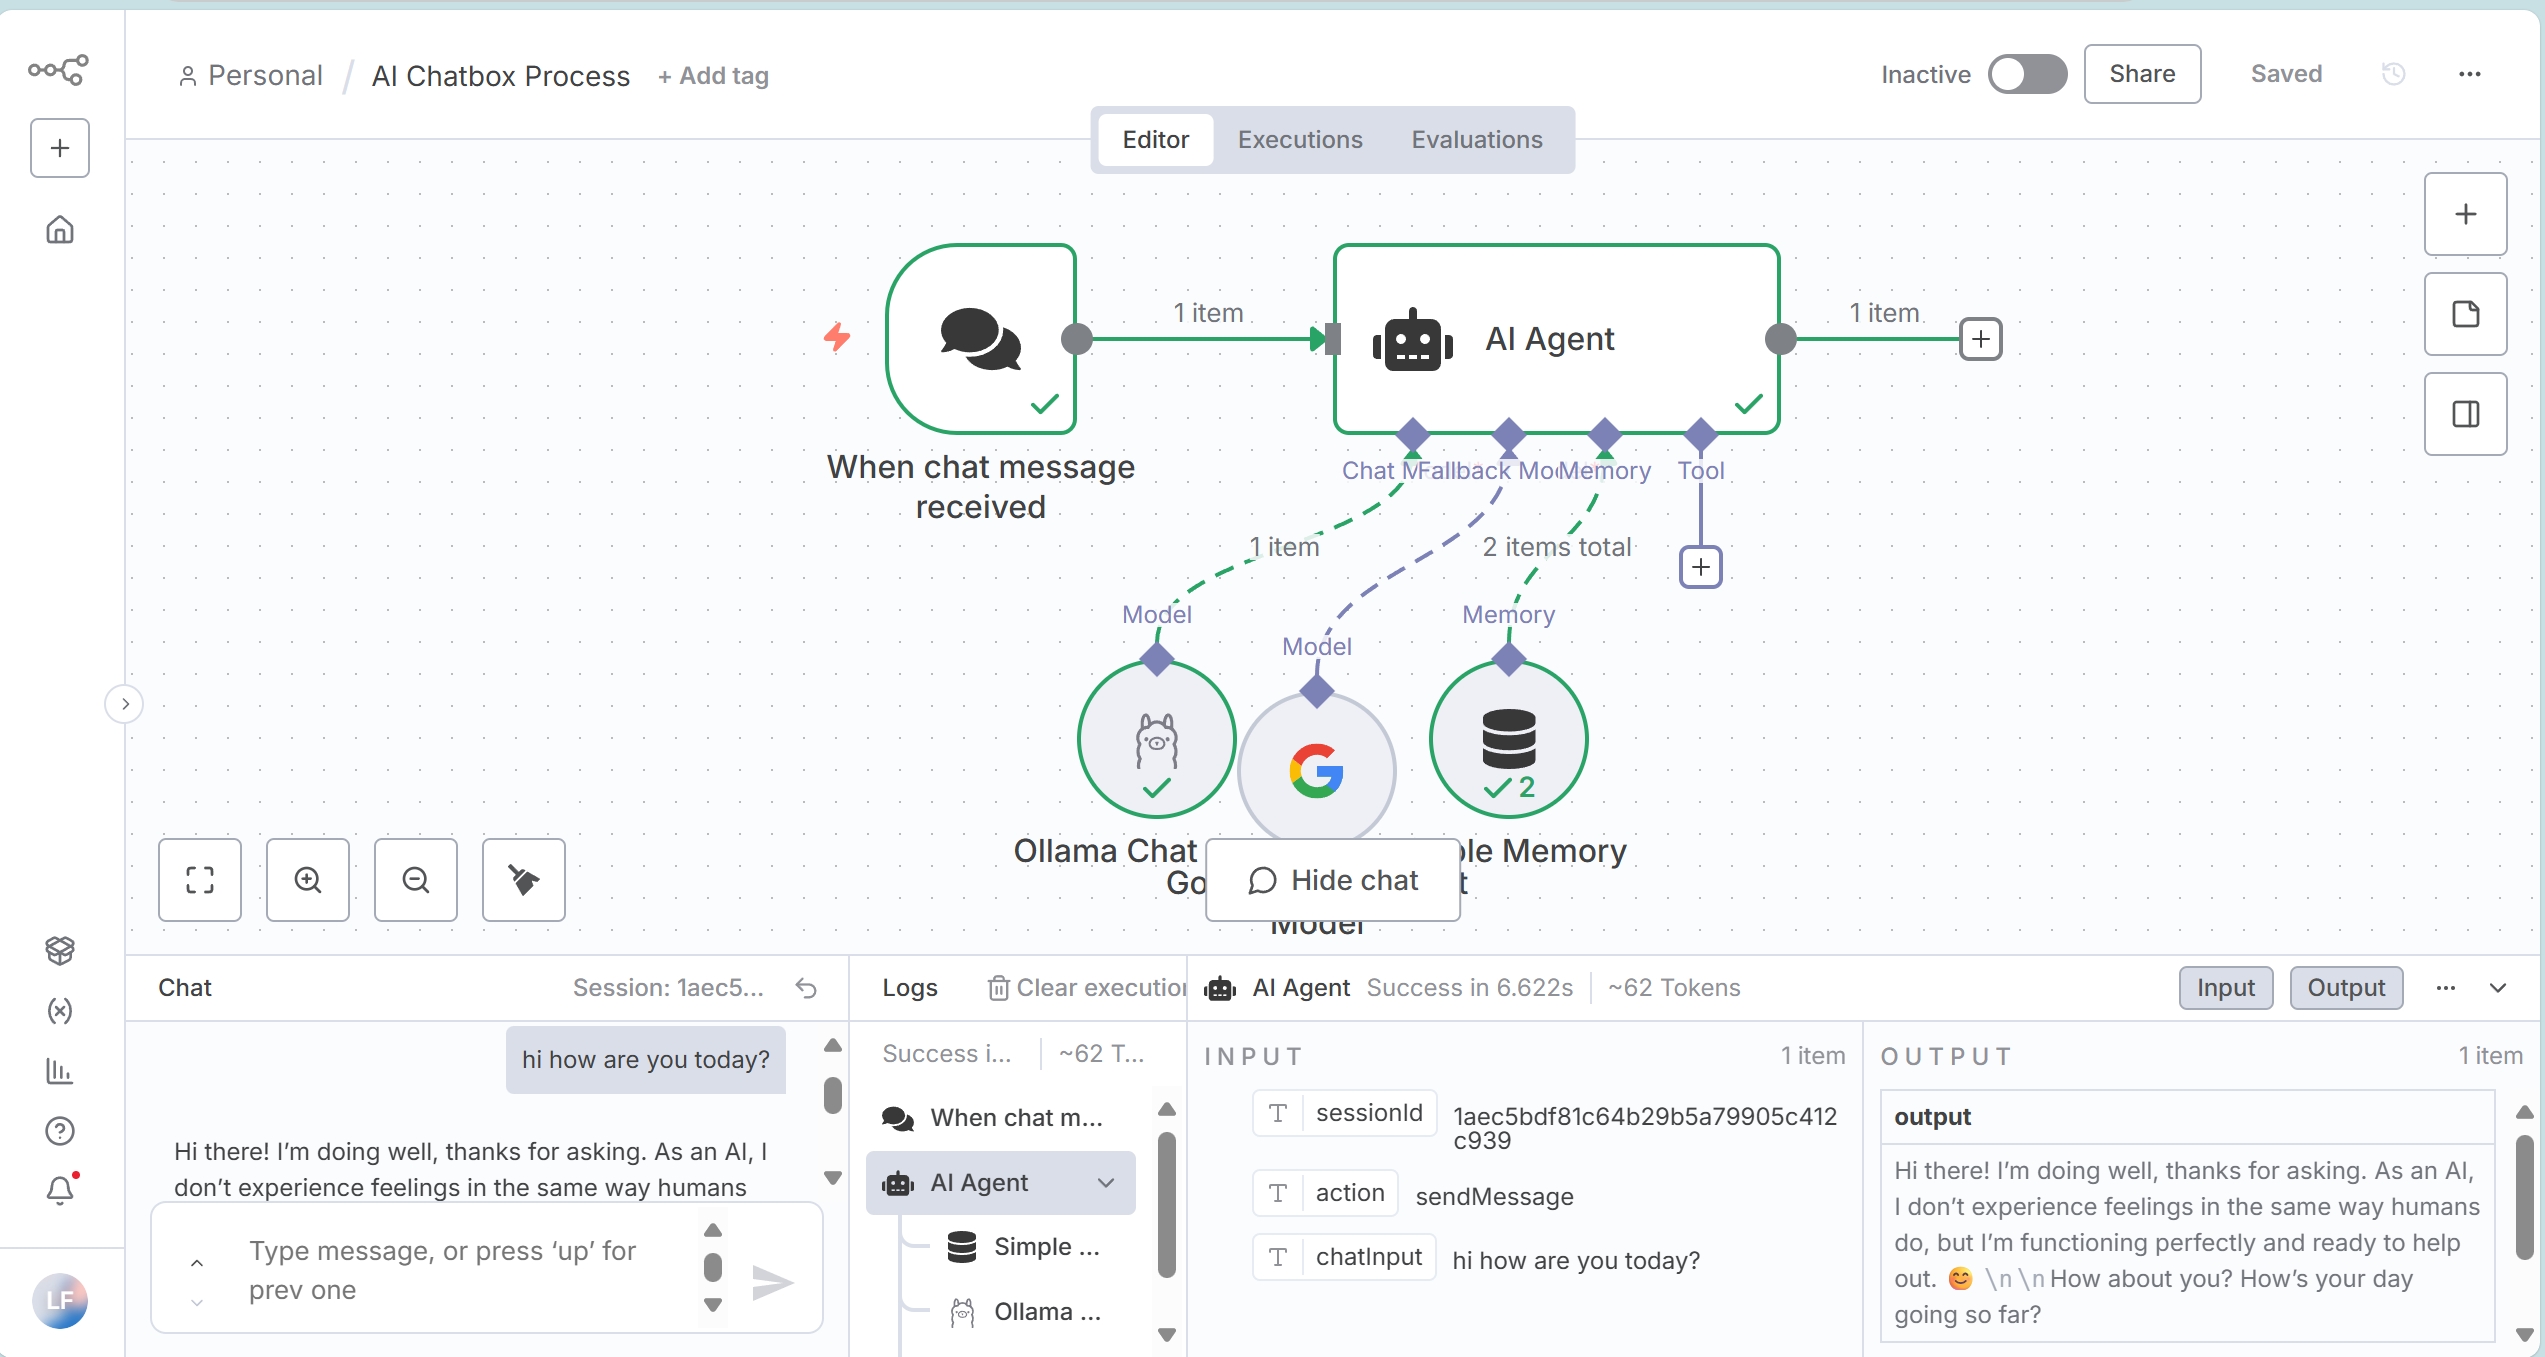 Personal / AI Chatbox Process + Add tag
Inactive
Share
Saved
Editor
Executions
Evaluations
1 item
AI Agent
1 item
When chat message
received
Chat M
Fallback Mo
Memory
Tool
1 item
2 items total
Model
Model
Memory
2
Ollama Chat
Go
t
Model
ple Memory
Hide chat
Chat
Session: 1aec5...
hi how are you today?
Hi there! I’m doing well, thanks for asking. As an AI, I
don’t experience feelings in the same way humans
Type message, or press ‘up’ for
prev one
LF
Logs
Clear execution
Success i...
~62 T...
When chat m...
AI Agent
Simple ...
Ollama ...
AI Agent Success in 6.622s ~62 Tokens
Input
Output
INPUT
1 item
T sessionId 1aec5bdf81c64b29b5a79905c412
c939
T action sendMessage
T chatInput hi how are you today?
OUTPUT
1 item
output
Hi there! I’m doing well, thanks for asking. As an AI,
I don’t experience feelings in the same way humans
do, but I’m functioning perfectly and ready to help
out. 😊 \n\nHow about you? How’s your day
going so far?